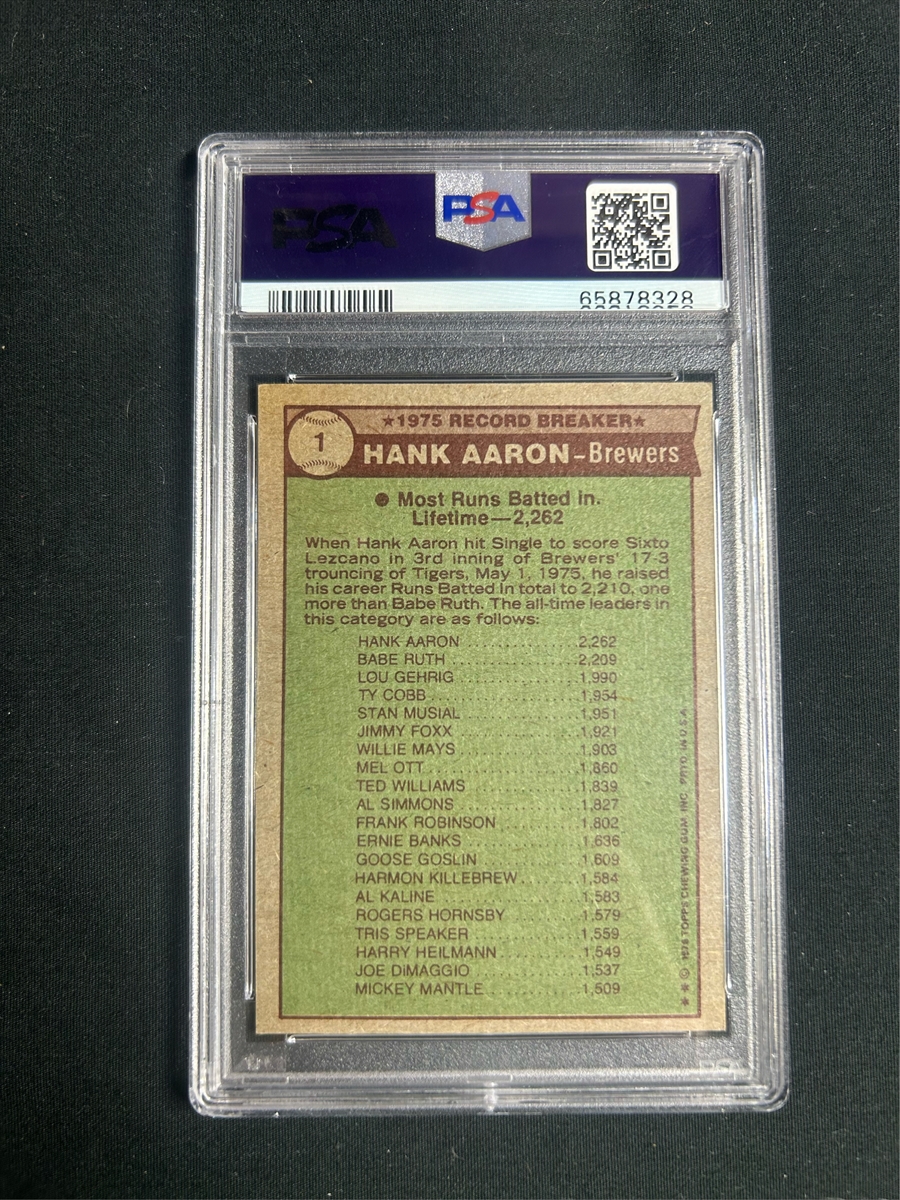 PSA
PSA
65878328
★1975 RECORD BREAKER★
1
HANK AARON–Brewers
● Most Runs Batted In.
Lifetime—2,262
When Hank Aaron hit Single to score Sixto
Lezcano in 3rd inning of Brewers' 17-3
trouncing of Tigers, May 1, 1975, he raised
his career Runs Batted In total to 2,210, one
more than Babe Ruth. The all-time leaders in
this category are as follows:
HANK AARON ............2,262
BABE RUTH ..............2,209
LOU GEHRIG .............1,990
TY COBB ................1,954
STAN MUSIAL ............1,951
JIMMY FOXX .............1,921
WILLIE MAYS ............1,903
MEL OTT ................1,860
TED WILLIAMS ...........1,839
AL SIMMONS .............1,827
FRANK ROBINSON .........1,802
ERNIE BANKS ............1,636
GOOSE GOSLIN ...........1,609
HARMON KILLEBREW .......1,584
AL KALINE ..............1,583
ROGERS HORNSBY .........1,579
TRIS SPEAKER ...........1,559
HARRY HEILMANN .........1,549
JOE DiMAGGIO ...........1,537
MICKEY MANTLE ..........1,509
★★ © 1976 TOPPS CHEWING GUM, INC. PRTD. IN U.S.A.